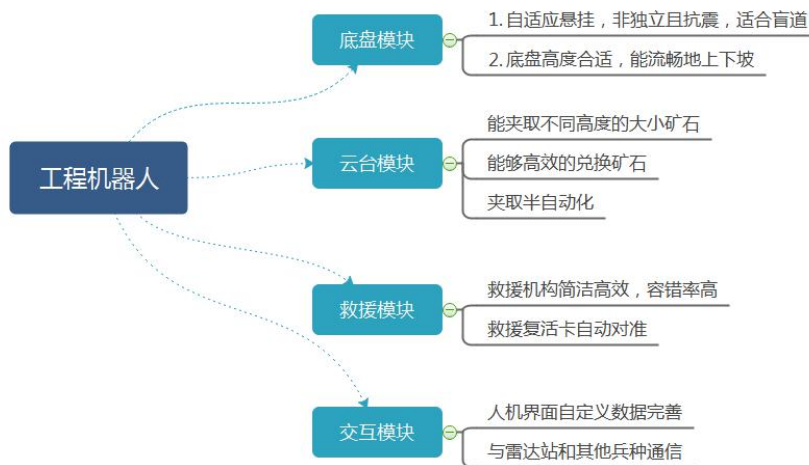 工程机器人
底盘模块
1.自适应悬挂，非独立且抗震，适合盲道
2.底盘高度合适，能流畅地上下坡
云台模块
能夹取不同高度的大小矿石
能够高效的兑换矿石
夹取半自动化
救援模块
救援机构简洁高效，容错率高
救援复活卡自动对准
交互模块
人机界面自定义数据完善
与雷达站和其他兵种通信